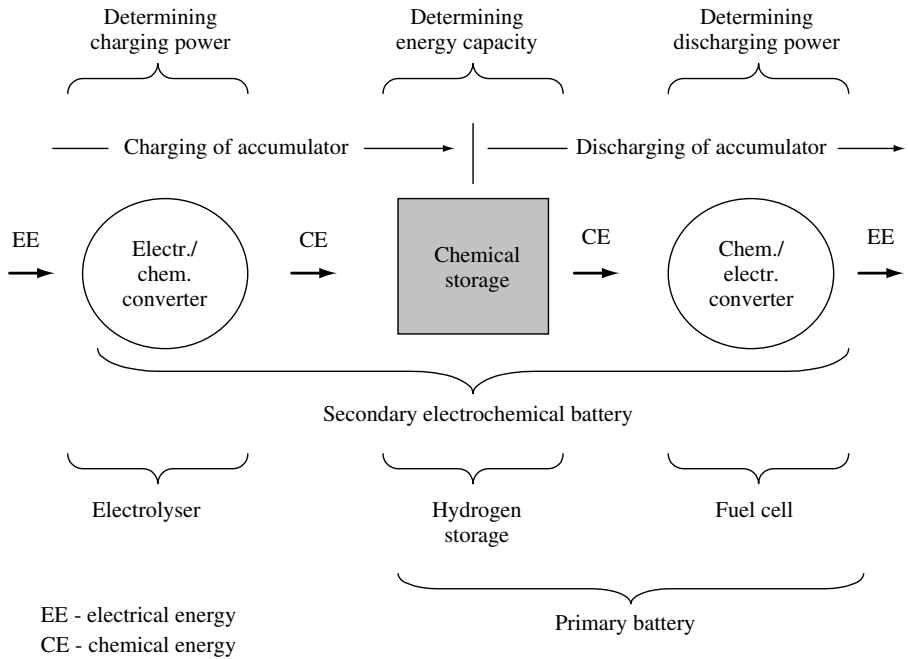 Determining
charging power
Determining
energy capacity
Determining
discharging power
Charging of accumulator
Discharging of accumulator
EE
Electr./
chem.
converter
CE
Chemical
storage
CE
Chem./
electr.
converter
EE
Secondary electrochemical battery
Electrolyser
Hydrogen
storage
Fuel cell
Primary battery
EE - electrical energy
CE - chemical energy